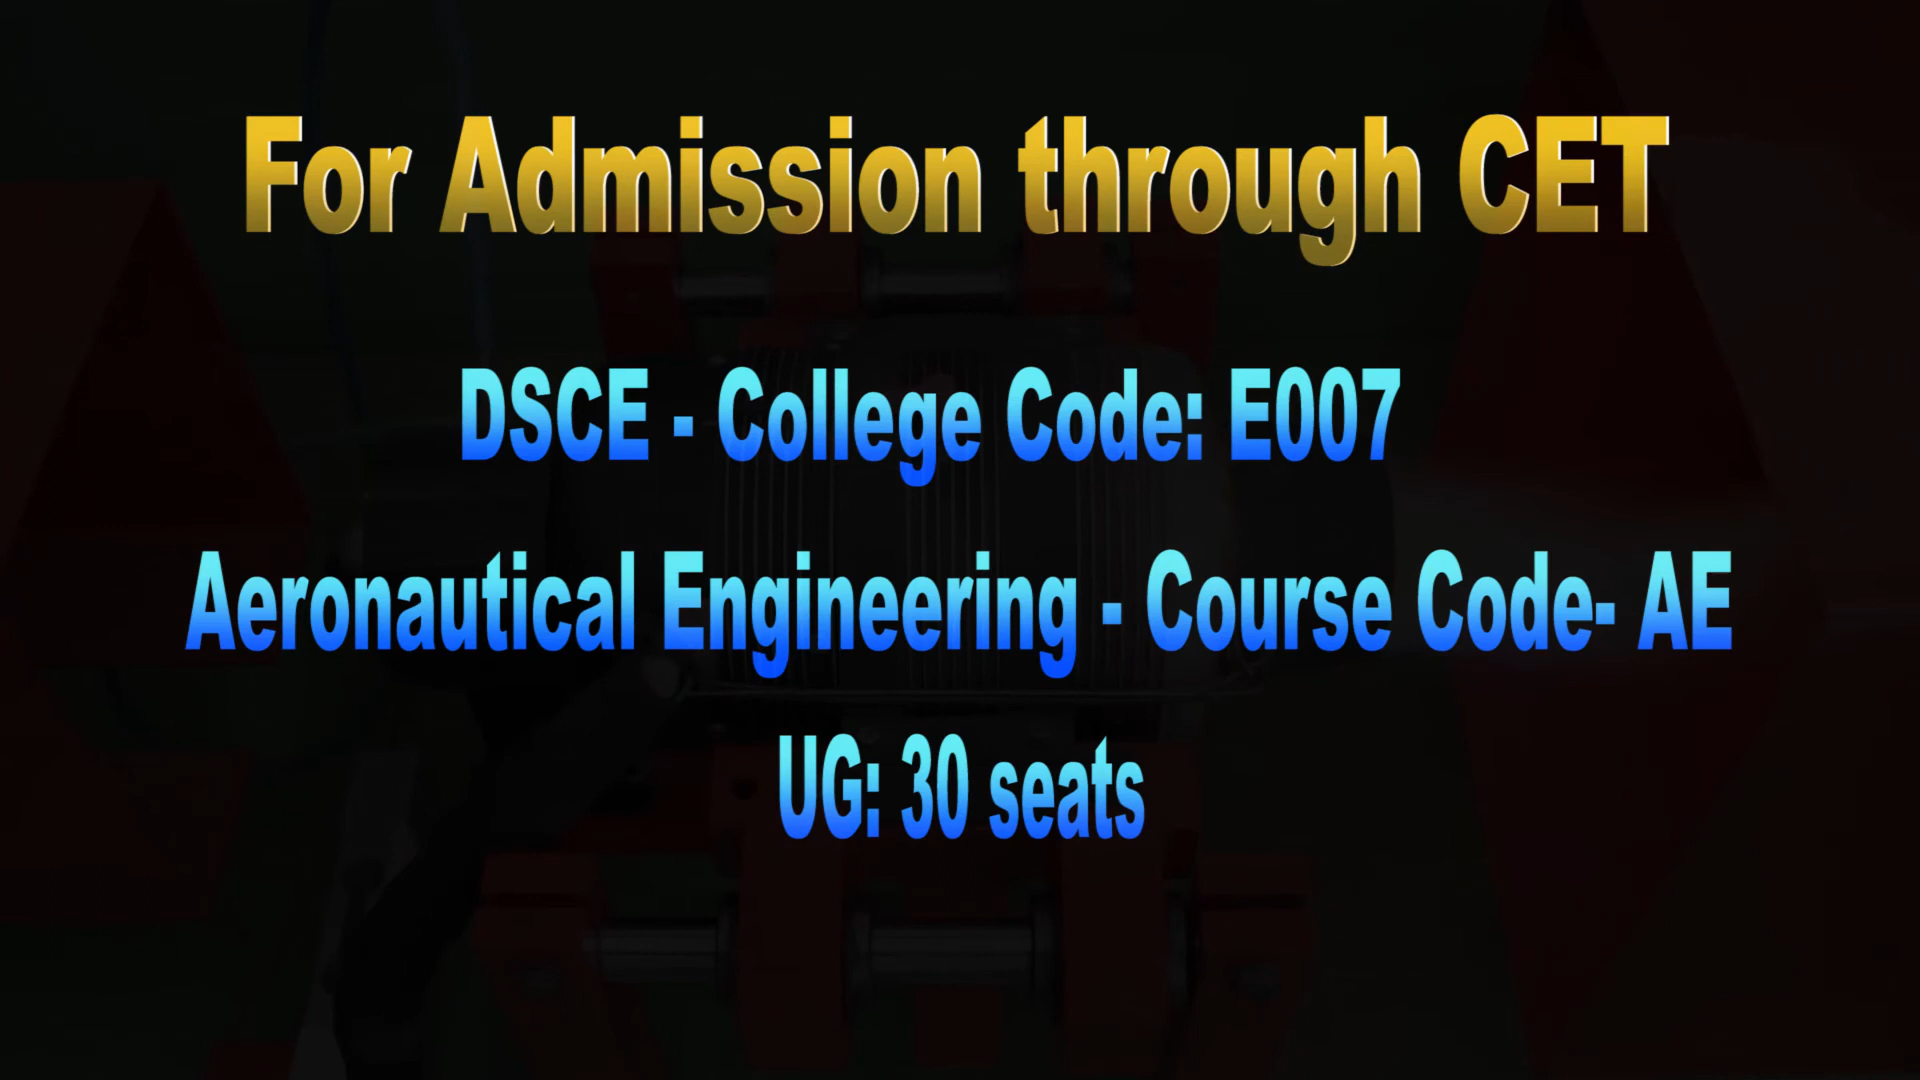 For Admission through CET
DSCE - College Code: E007
Aeronautical Engineering - Course Code- AE
UG: 30 seats